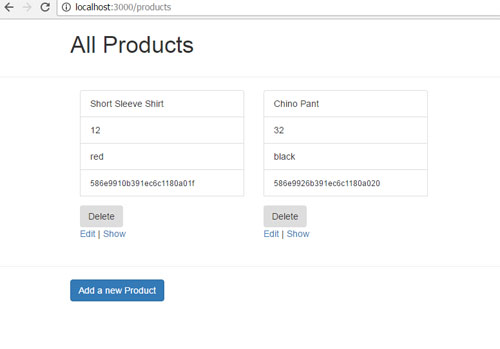 localhost:3000/products
All Products
Short Sleeve Shirt
12
red
586e9910b391ec6c1180a01f
Delete
Edit | Show
Chino Pant
32
black
586e9926b391ec6c1180a020
Delete
Edit | Show
Add a new Product